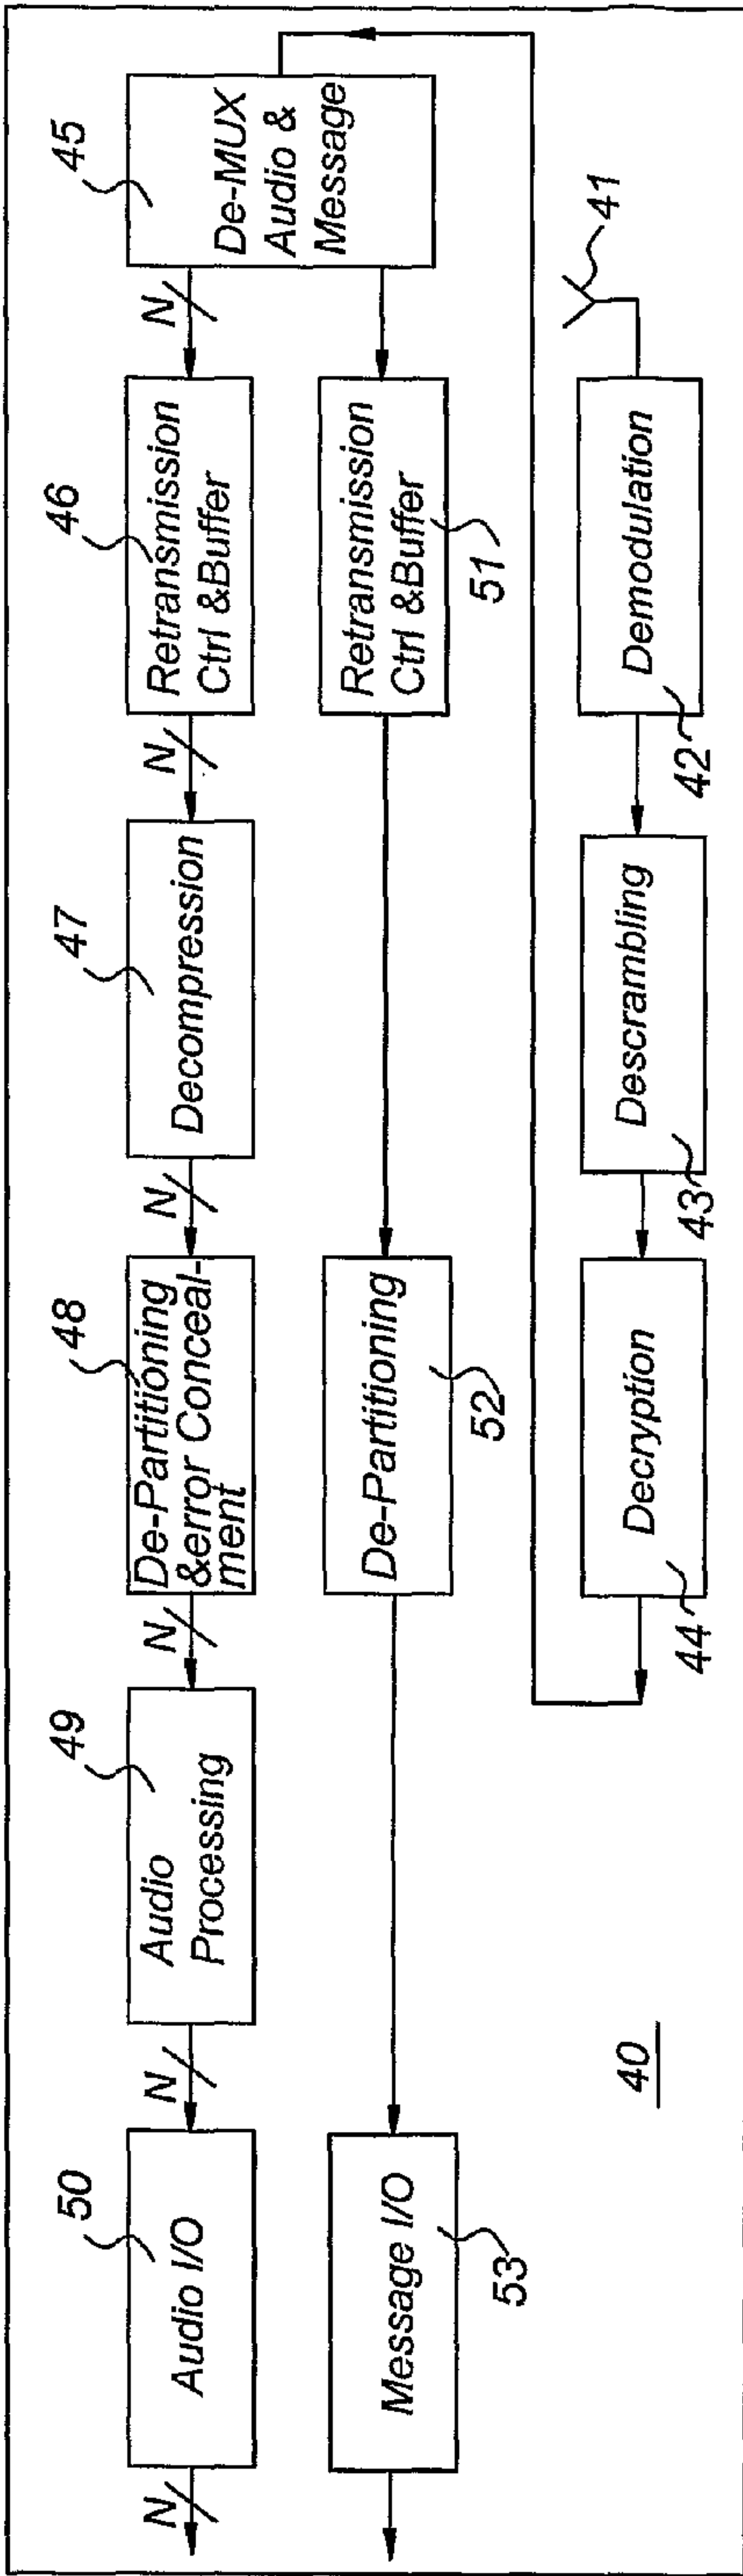 50
49
48
47
46
45
Audio I/O
N
Audio
Processing
N
De-Partitioning
&error Conceal-
ment
N
Decompression
N
Retransmission
Ctrl &Buffer
N
De-MUX
Audio &
Message
N
Message I/O
53
De-Partitioning
52
Retransmission
Ctrl &Buffer
51
41
40
Decryption
44
Descrambling
43
Demodulation
42